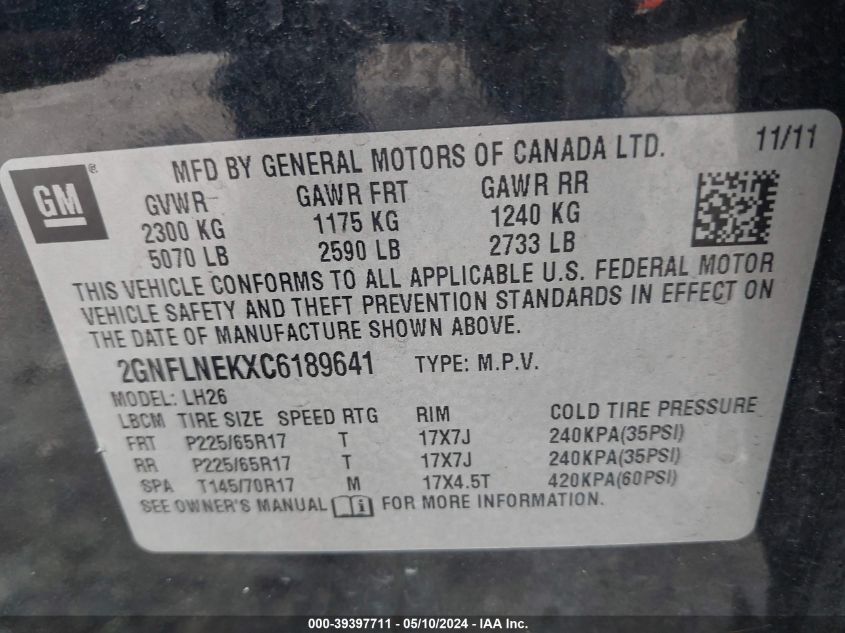 11/11
GM®
MFD BY GENERAL MOTORS OF CANADA LTD.
GVWR GAWR FRT GAWR RR
2300 KG 1175 KG 1240 KG
5070 LB 2590 LB 2733 LB
THIS VEHICLE CONFORMS TO ALL APPLICABLE U.S. FEDERAL MOTOR
VEHICLE SAFETY AND THEFT PREVENTION STANDARDS IN EFFECT ON
THE DATE OF MANUFACTURE SHOWN ABOVE.
2GNFLNEKXC6189641 TYPE: M.P.V.
MODEL: LH26
LBCM TIRE SIZE SPEED RTG RIM COLD TIRE PRESSURE
FRT P225/65R17 T 17X7J 240KPA(35PSI)
RR P225/65R17 T 17X7J 240KPA(35PSI)
SPA T145/70R17 M 17X4.5T 420KPA(60PSI)
SEE OWNER'S MANUAL FOR MORE INFORMATION.
000-39397711 - 05/10/2024 - IAA Inc.